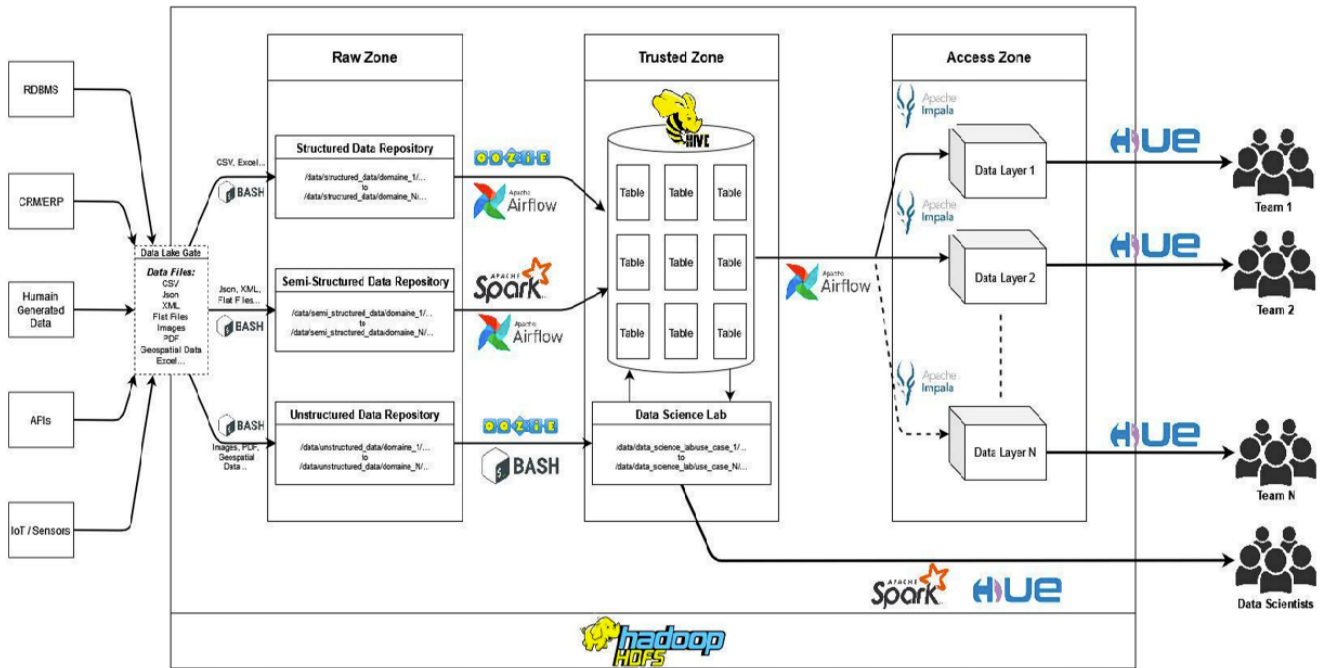 RDBMS
CRM/ERP
Humain
Generated
Data
APIs
IoT / Sensors
Data Lake Gate
Data Files:
CSV
Json
XML
Flat Files
Images
PDF
Geospatial Data
Excel...
CSV, Excel...
BASH
Json, XML,
Flat Files...
BASH
BASH
Images, PDF,
Geospatial
Data ...
Raw Zone
Structured Data Repository
/data/structured_data/domaine_1/...
to
/data/structured_data/domaine_N/...
Semi-Structured Data Repository
/data/semi_structured_data/domaine_1/...
to
/data/semi_structured_data/domaine_N/...
Unstructured Data Repository
/data/unstructured_data/domaine_1/...
to
/data/unstructured_data/domaine_N/...
OOZIE
Apache
Airflow
APACHE
Spark
Apache
Airflow
OOZIE
BASH
Trusted Zone
HIVE
Table Table Table
Table Table Table
Table Table Table
Data Science Lab
/data/data_science_lab/use_case_1/...
to
/data/data_science_lab/use_case_N/...
Apache
Airflow
Access Zone
Apache
Impala
Data Layer 1
Apache
Impala
Data Layer 2
Apache
Impala
Data Layer N
HUE
Team 1
HUE
Team 2
HUE
Team N
Data Scientists
APACHE
Spark
HUE
hadoop
HDFS